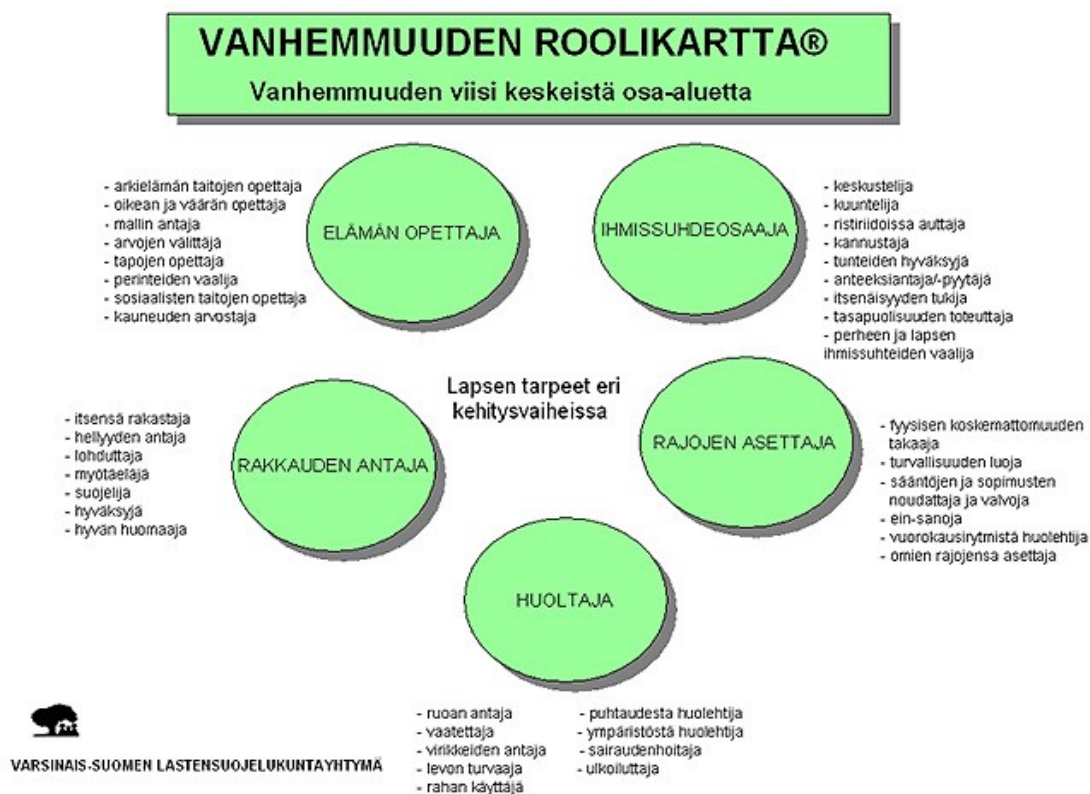 VANHEMMUUDEN ROOLIKARTTA®
Vanhemmuuden viisi keskeistä osa-aluetta
- arkielämän taitojen opettaja
- oikean ja väärän opettaja
- mallin antaja
- arvojen välittäjä
- tapojen opettaja
- perinteiden vaalija
- sosiaalisten taitojen opettaja
- kauneuden arvostaja
ELÄMÄN OPETTAJA
IHMISSUHDEOSAAJA
- keskustelija
- kuuntelija
- ristiriidoissa auttaja
- kannustaja
- tunteiden hyväksyjä
- anteeksiantaja/-pyytäjä
- itsenäisyyden tukija
- tasapuolisuuden toteuttaja
- perheen ja lapsen
ihmissuhteiden vaalija
Lapsen tarpeet eri
kehitysvaiheissa
- itsensä rakastaja
- hellyyden antaja
- lohduttaja
- myötäeläjä
- suojelija
- hyväksyjä
- hyvän huomaaja
RAKKAUDEN ANTAJA
RAJOJEN ASETTAJA
- fyysisen koskemattomuuden
takaaja
- turvallisuuden luoja
- sääntöjen ja sopimusten
noudattaja ja valvoja
- ein-sanoja
- vuorokausirytmistä huolehtija
- omien rajojensa asettaja
HUOLTAJA
- ruoan antaja
- vaatettaja
- virikkeiden antaja
- levon turvaaja
- rahan käyttäjä
- puhtaudesta huolehtija
- ympäristöstä huolehtija
- sairaudenhoitaja
- ulkoiluttaja
VARSINAIS-SUOMEN LASTENSUOJELUKUNTAYHTYMÄ